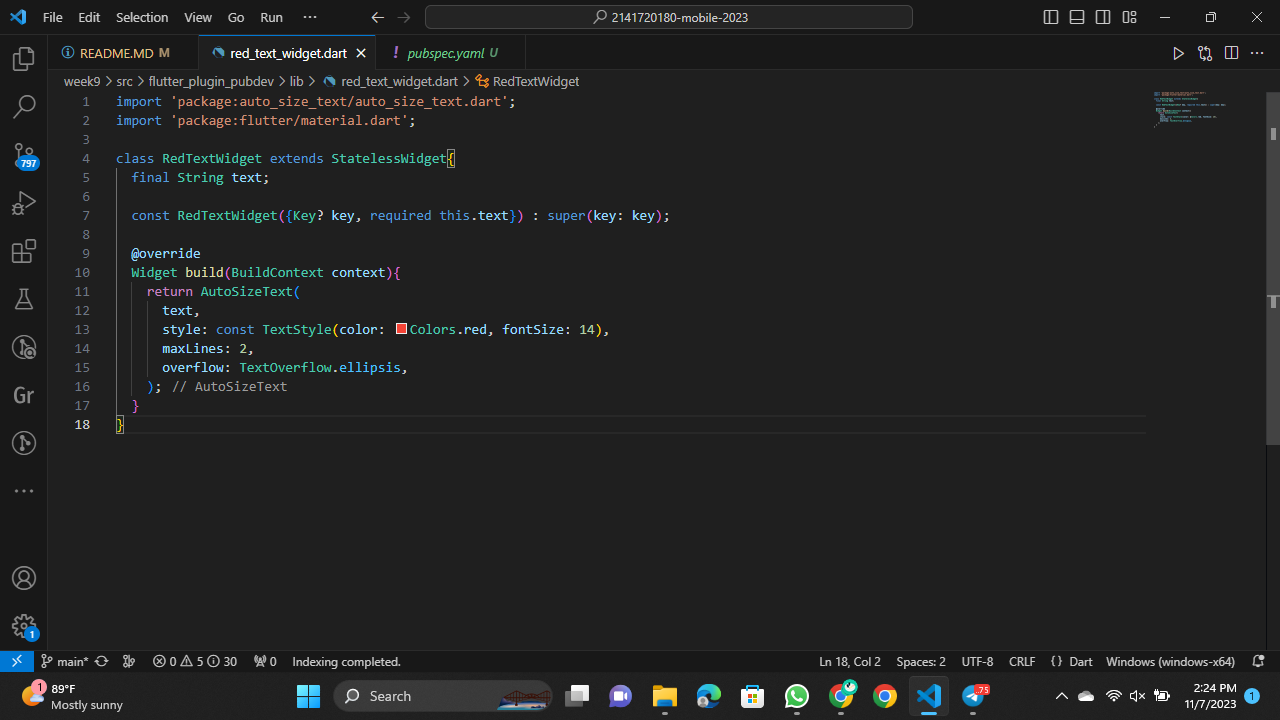 File Edit Selection View Go Run ··· 2141720180-mobile-2023
README.MD M red_text_widget.dart ! pubspec.yaml U
week9 > src > flutter_plugin_pubdev > lib > red_text_widget.dart > RedTextWidget
1 import 'package:auto_size_text/auto_size_text.dart';
2 import 'package:flutter/material.dart';
3
4 class RedTextWidget extends StatelessWidget{
5 final String text;
6
7 const RedTextWidget({Key? key, required this.text}) : super(key: key);
8
9 @override
10 Widget build(BuildContext context){
11 return AutoSizeText(
12 text,
13 style: const TextStyle(color: Colors.red, fontSize: 14),
14 maxLines: 2,
15 overflow: TextOverflow.ellipsis,
16 ); // AutoSizeText
17 }
18 }
797
Gr
1
main* 0 5 30 0 Indexing completed. Ln 18, Col 2 Spaces: 2 UTF-8 CRLF {} Dart Windows (windows-x64)
1 89°F
Mostly sunny
Search
75
2:24 PM
11/7/2023
1